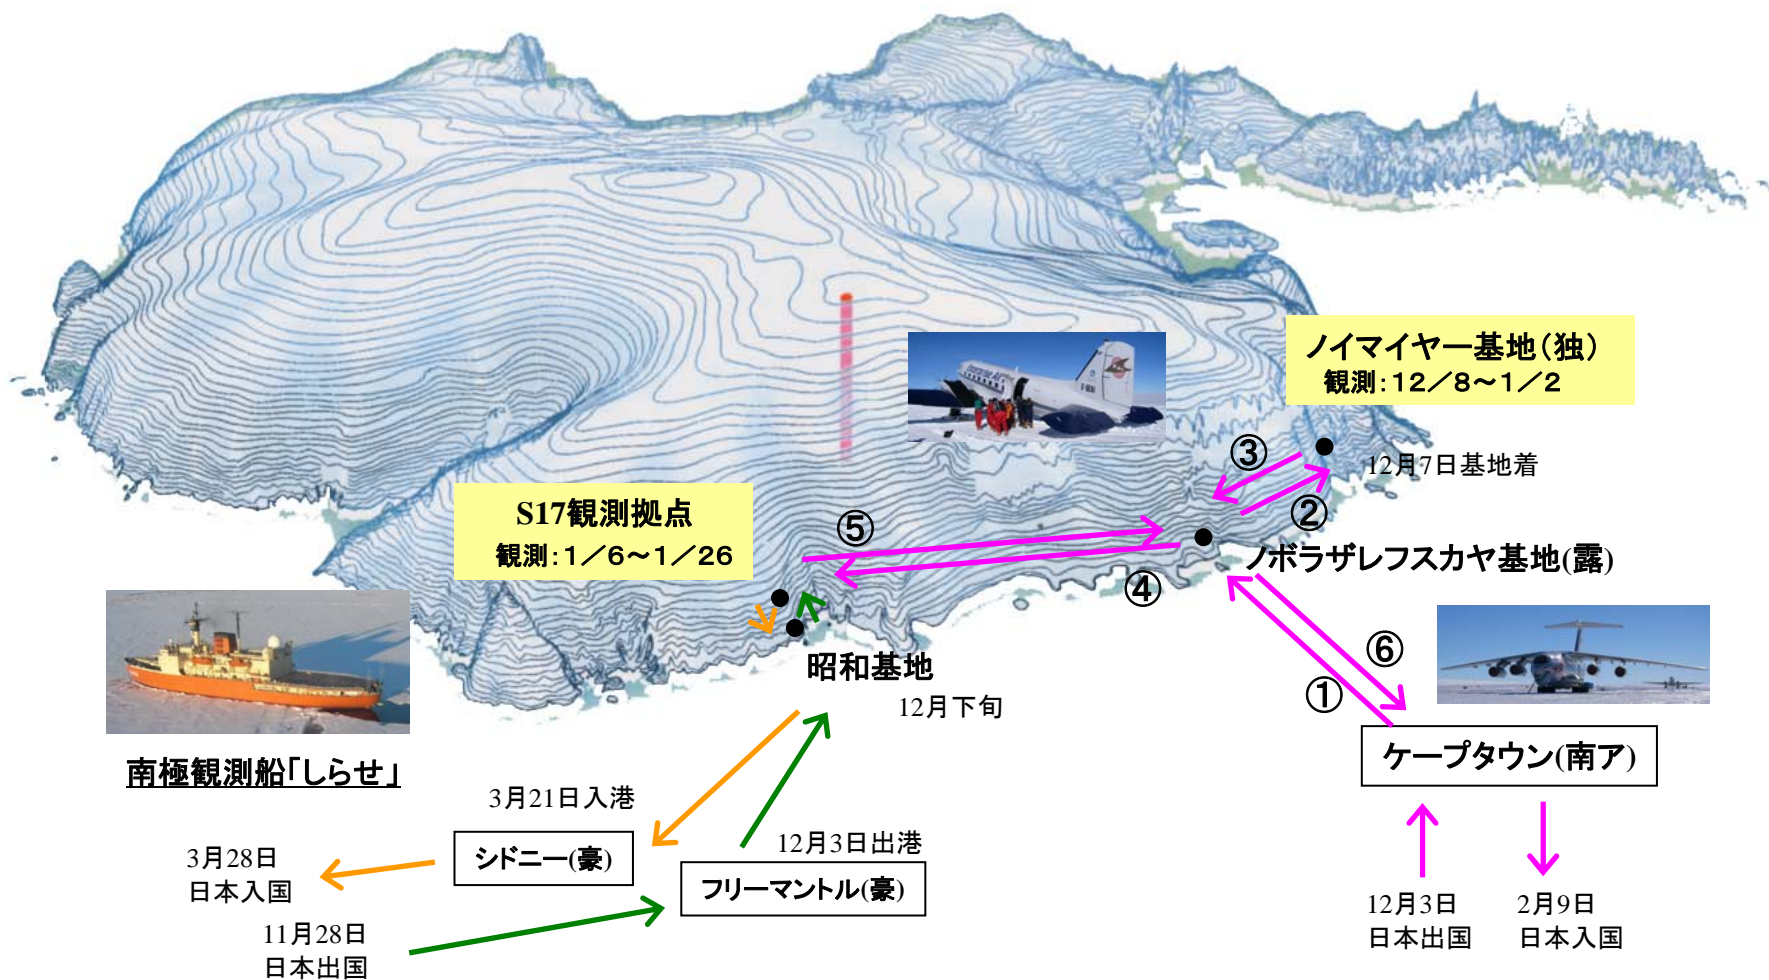 ノイマイヤー基地（独）
観測：12／8～1／2
③
12月7日基地着
②
S17観測拠点
観測：1／6～1／26
⑤
ノボラザレフスカヤ基地(露)
④
昭和基地
12月下旬
⑥
①
南極観測船「しらせ」
ケープタウン(南ア)
3月21日入港
12月3日出港
シドニー(豪)
フリーマントル(豪)
3月28日
日本入国
11月28日
日本出国
12月3日
日本出国
2月9日
日本入国